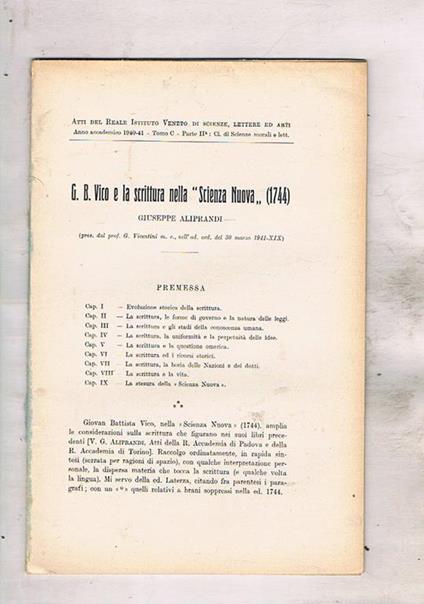 ATTI DEL REALE ISTITUTO VENETO DI SCIENZE, LETTERE ED ARTI
Anno accademico 1940-41 - Tomo C - Parte IIª: Cl. di Scienze morali e lett.
G. B. Vico e la scrittura nella "Scienza Nuova„ (1744)
GIUSEPPE ALIPRANDI
(pres. dal prof. G. Vicentini m. e., nell'ad. ord. del 30 marzo 1941-XIX)
PREMESSA
Cap. I — Evoluzione storica della scrittura.
Cap. II — La scrittura, le forme di governo e la natura delle leggi.
Cap. III — La scrittura e gli studi della conoscenza umana.
Cap. IV — La scrittura, la uniformità e la perpetuità delle idee.
Cap. V — La scrittura e la questione omerica.
Cap. VI — La scrittura ed i ricorsi storici.
Cap. VII — La scrittura, la boria delle Nazioni e dei dotti.
Cap. VIII — La scrittura e la vita.
Cap. IX — La stesura della « Scienza Nuova ».
Giovan Battista Vico, nella « Scienza Nuova » (1744), amplia
le considerazioni sulla scrittura che figurano nei suoi libri prece-
denti [V. G. ALIPRANDI, Atti della R. Accademia di Padova e della
R. Accademia di Torino]. Raccolgo ordinatamente, in rapida sin-
tesi (serrata per ragioni di spazio), con qualche interpretazione per-
sonale, la dispersa materia che tocca la scrittura (e qualche volta
la lingua). Mi servo della ed. Laterza, citando fra parentesi i para-
grafi; con un «*» quelli relativi a brani soppressi nella ed. 1744.